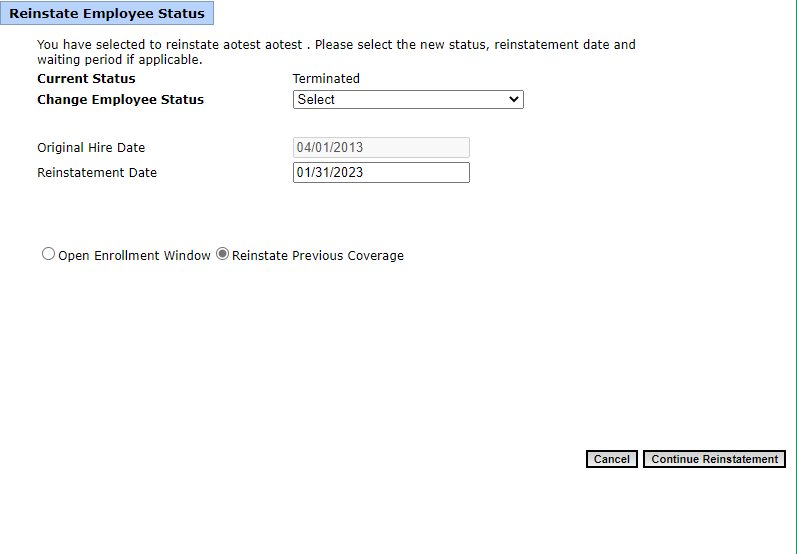 Reinstate Employee Status
You have selected to reinstate aotest aotest . Please select the new status, reinstatement date and
waiting period if applicable.
Current Status Terminated
Change Employee Status Select
Original Hire Date 04/01/2013
Reinstatement Date 01/31/2023
Open Enrollment Window Reinstate Previous Coverage
Cancel Continue Reinstatement